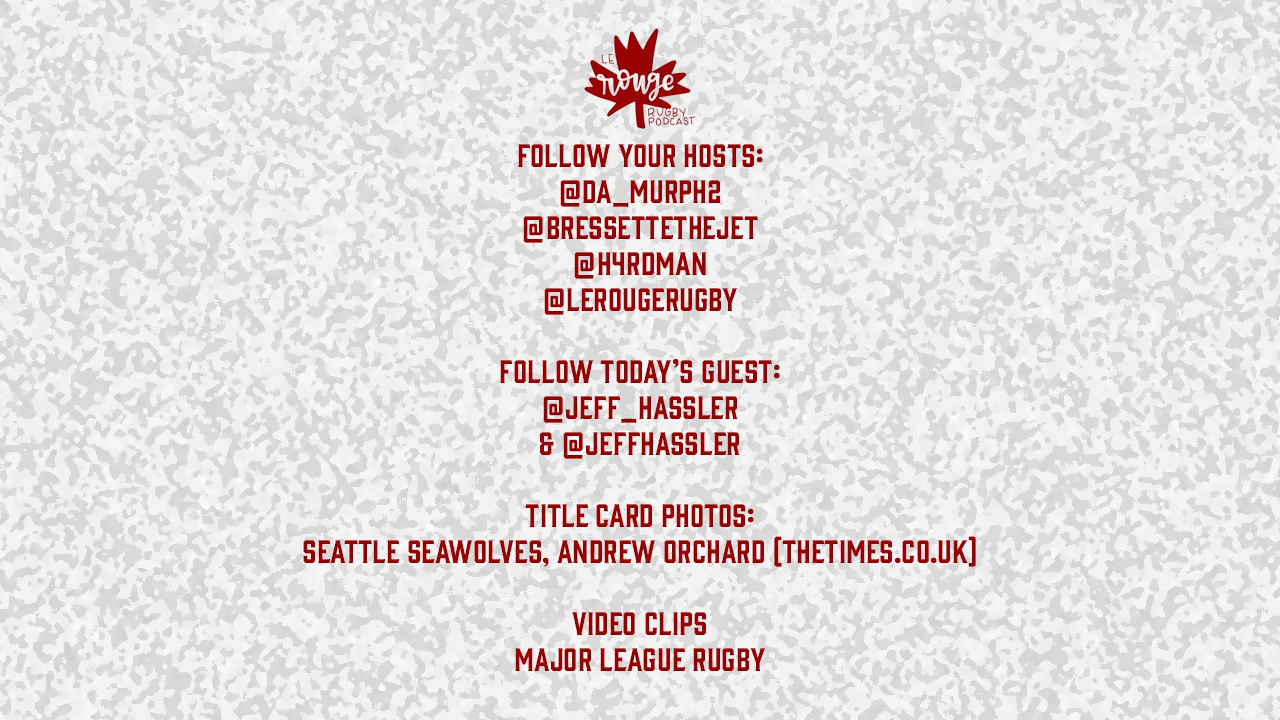 LE
rouge
RUGBY
PODCAST
FOLLOW YOUR HOSTS:
@DA_MURPH2
@BRESSETTETHEJET
@H4RDMAN
@LEROUGERUGBY
FOLLOW TODAY'S GUEST:
@JEFF_HASSLER
& @JEFFHASSLER
TITLE CARD PHOTOS:
SEATTLE SEAWOLVES, ANDREW ORCHARD (THETIMES.CO.UK)
VIDEO CLIPS
MAJOR LEAGUE RUGBY